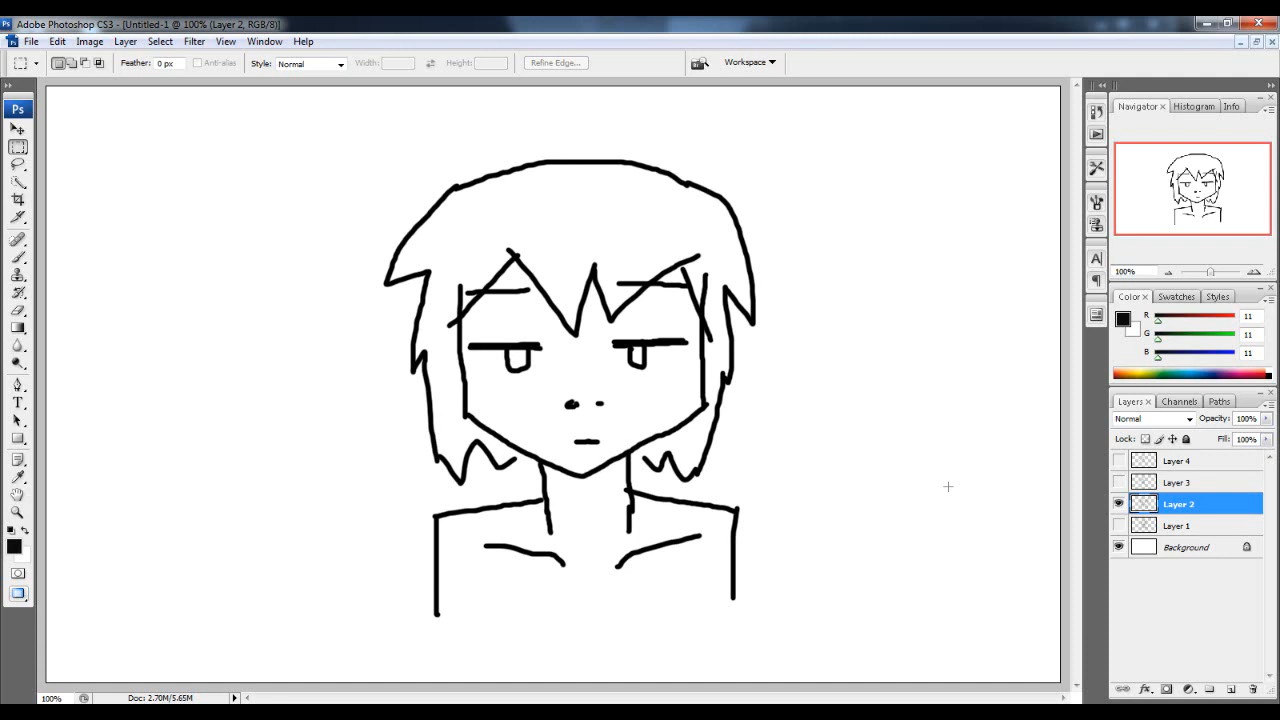 Ps Adobe Photoshop CS3 - [Untitled-1 @ 100% (Layer 2, RGB/8)]
Ps File Edit Image Layer Select Filter View Window Help
Feather: 0 px Anti-alias Style: Normal Width: Height: Refine Edge... Workspace
Ps
Navigator Histogram Info
100%
Color Swatches Styles
R 11
G 11
B 11
Layers Channels Paths
Normal Opacity: 100%
Lock: Fill: 100%
Layer 4
Layer 3
Layer 2
Layer 1
Background
100% Doc: 2.70M/5.65M